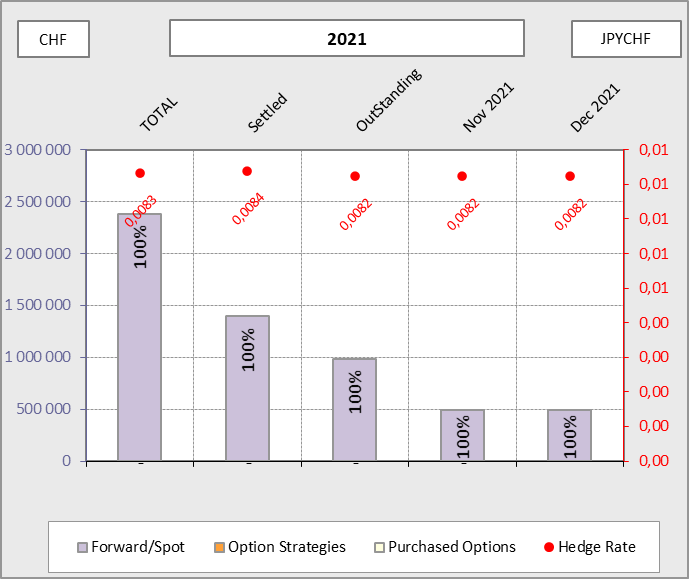 CHF
2021
JPYCHF
TOTAL
Settled
OutStanding
Nov 2021
Dec 2021
3 000 000
2 500 000
2 000 000
1 500 000
1 000 000
500 000
0
0,01
0,01
0,01
0,01
0,01
0,00
0,00
0,00
0,00
0,00
0,0083
0,0084
0,0082
0,0082
0,0082
100%
100%
100%
100%
100%
-
-
-
-
-
Forward/Spot
Option Strategies
Purchased Options
Hedge Rate